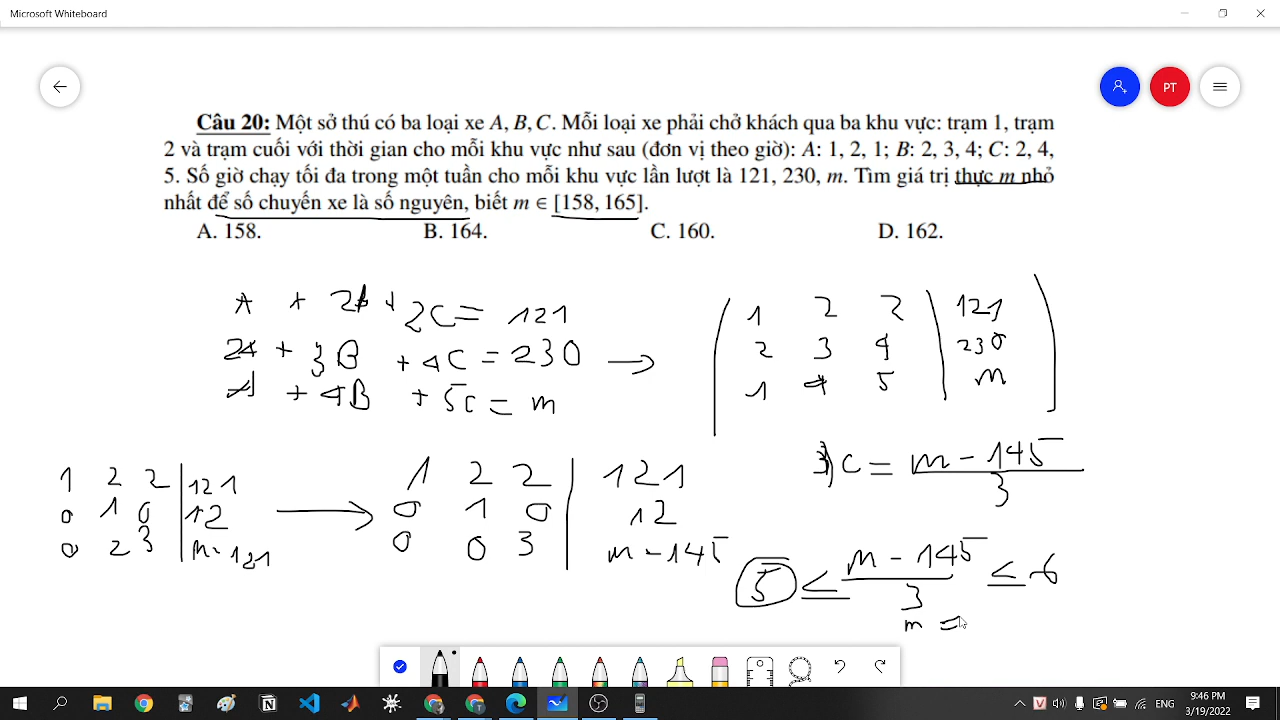 Microsoft Whiteboard
PT
Câu 20: Một sở thú có ba loại xe A, B, C. Mỗi loại xe phải chở khách qua ba khu vực: trạm 1, trạm
2 và trạm cuối với thời gian cho mỗi khu vực như sau (đơn vị theo giờ): A: 1, 2, 1; B: 2, 3, 4; C: 2, 4,
5. Số giờ chạy tối đa trong một tuần cho mỗi khu vực lần lượt là 121, 230, m. Tìm giá trị thực m nhỏ
nhất để số chuyến xe là số nguyên, biết m ∈ [158, 165].
A. 158. B. 164. C. 160. D. 162.
A + 2B + 2C = 121
2A + 3B + 4C = 230 →
A + 4B + 5C = m
1 2 2 | 121
2 3 4 | 230
1 4 5 | m
3) C = m - 145 / 3
1 2 2 | 121
0 1 0 | 12
0 2 3 | m - 121
→
1 2 2 | 121
0 1 0 | 12
0 0 3 | m - 145
5 ≤ m - 145 / 3 ≤ 6
m =
9:46 PM
3/19/2022